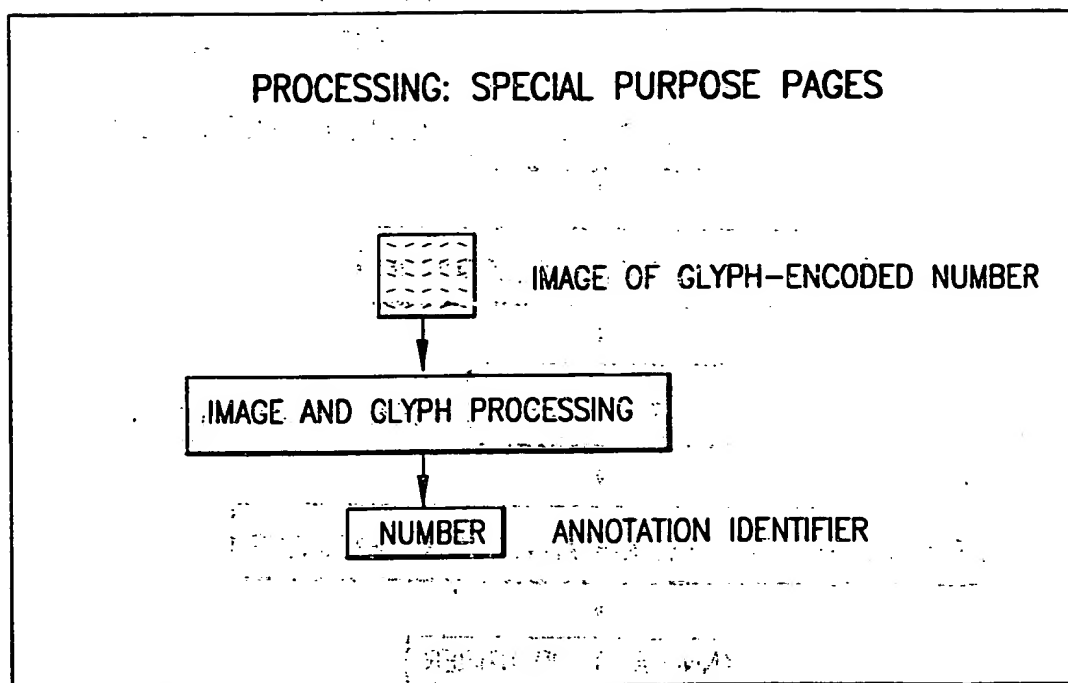 PROCESSING: SPECIAL PURPOSE PAGES
IMAGE OF GLYPH-ENCODED NUMBER
IMAGE AND GLYPH PROCESSING
NUMBER ANNOTATION IDENTIFIER